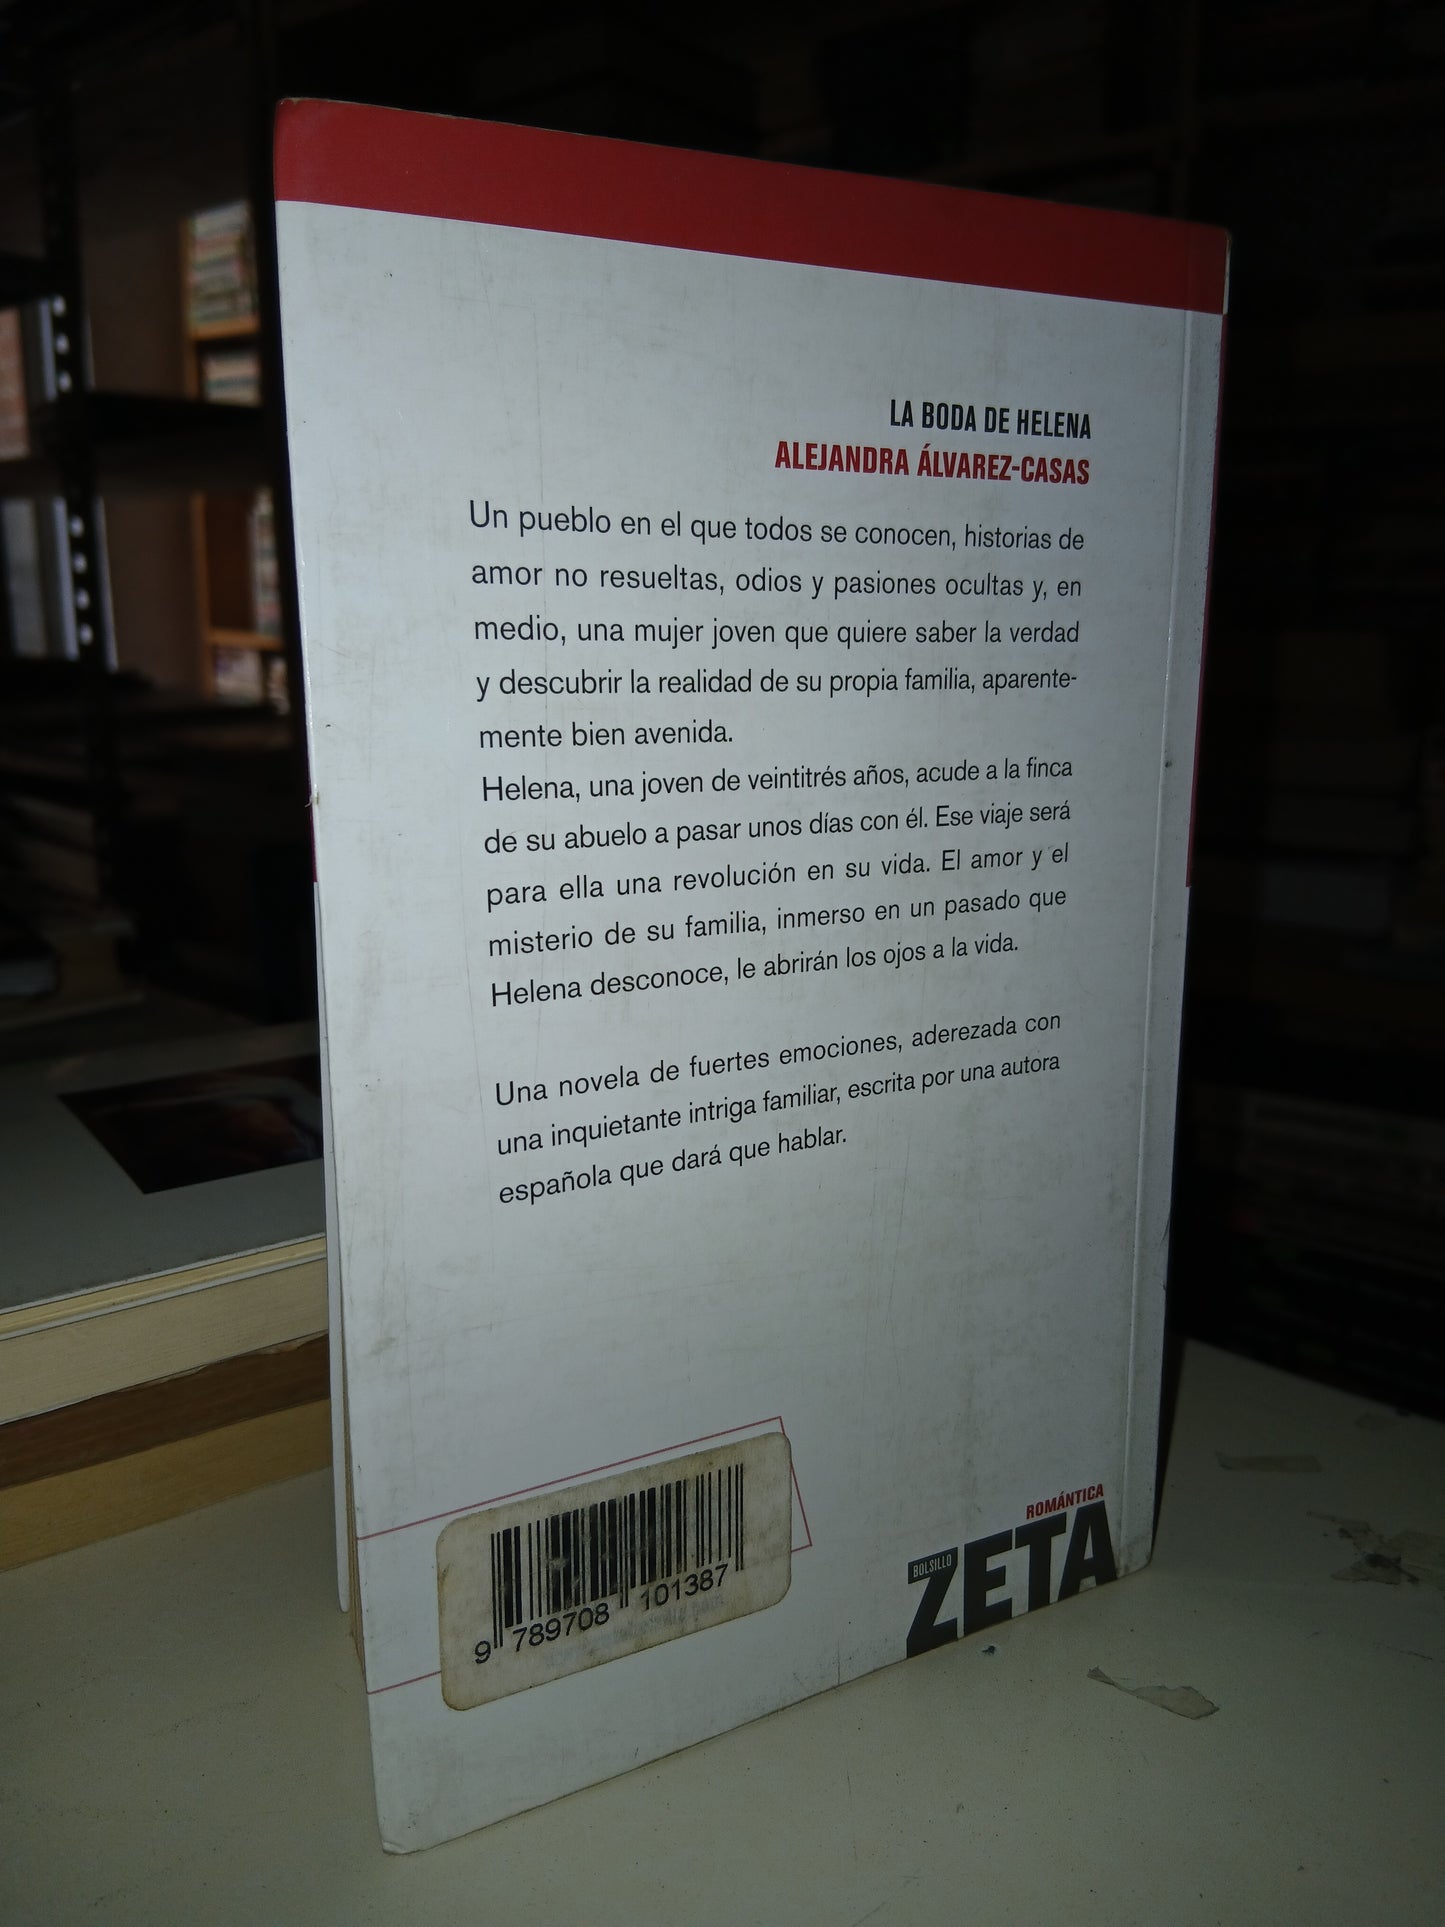 LA BODA DE HELENA
ALEJANDRA ÁLVAREZ-CASAS
Un pueblo en el que todos se conocen, historias de
amor no resueltas, odios y pasiones ocultas y, en
medio, una mujer joven que quiere saber la verdad
y descubrir la realidad de su propia familia, aparente-
mente bien avenida.
Helena, una joven de veintitrés años, acude a la finca
de su abuelo a pasar unos días con él. Ese viaje será
para ella una revolución en su vida. El amor y el
misterio de su familia, inmerso en un pasado que
Helena desconoce, le abrirán los ojos a la vida.
Una novela de fuertes emociones, aderezada con
una inquietante intriga familiar, escrita por una autora
española que dará que hablar.
9 789708 101387
ROMÁNTICA
BOLSILLO
ZETA